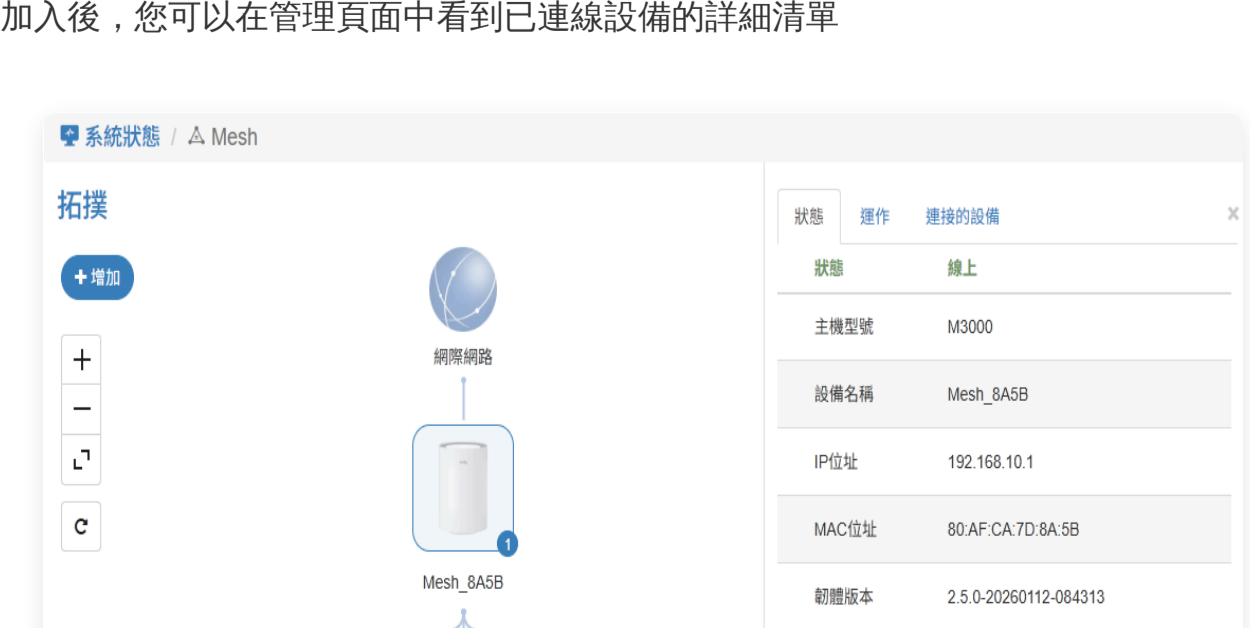 加入後，您可以在管理頁面中看到已連線設備的詳細清單
系統狀態 / Mesh
拓撲
增加
網際網路
1
Mesh_8A5B
狀態 運作 連接的設備 ×
狀態 線上
主機型號 M3000
設備名稱 Mesh_8A5B
IP位址 192.168.10.1
MAC位址 80:AF:CA:7D:8A:5B
韌體版本 2.5.0-20260112-084313